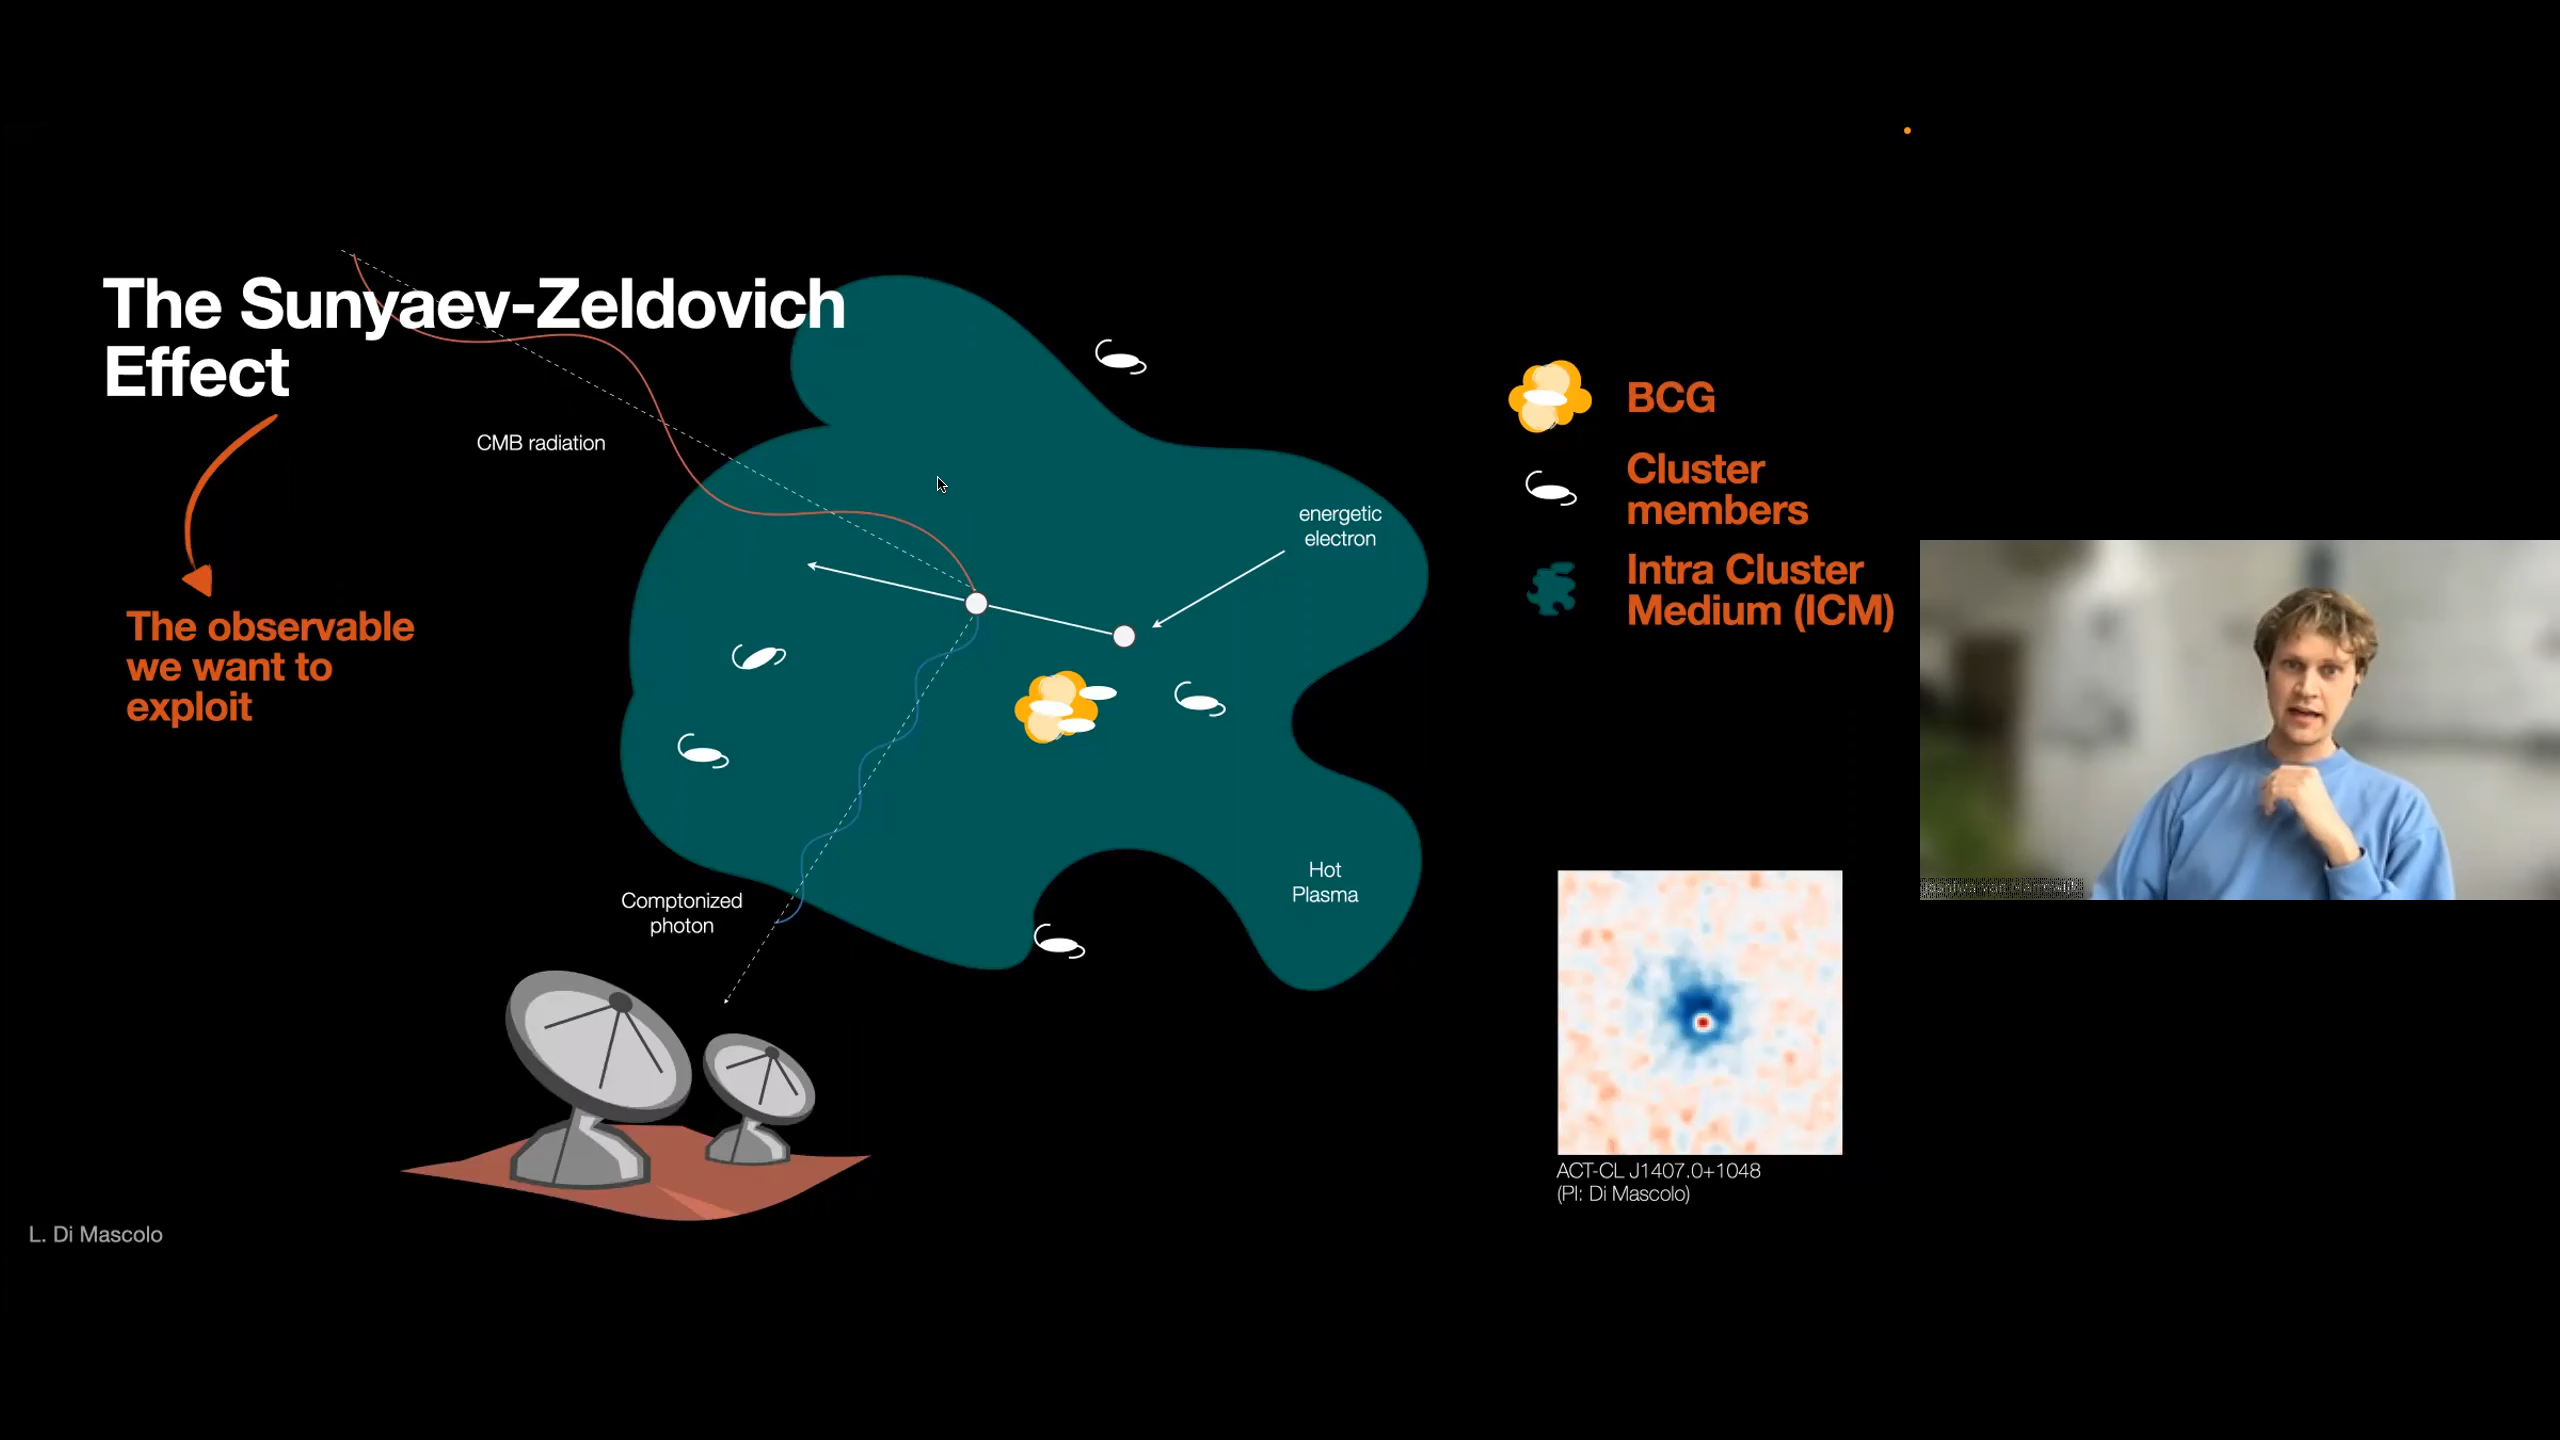 The Sunyaev-Zeldovich
Effect
CMB radiation
The observable
we want to
exploit
energetic
electron
Hot
Plasma
Comptonized
photon
BCG
Cluster
members
Intra Cluster
Medium (ICM)
ACT-CL J1407.0+1048
(PI: Di Mascolo)
L. Di Mascolo